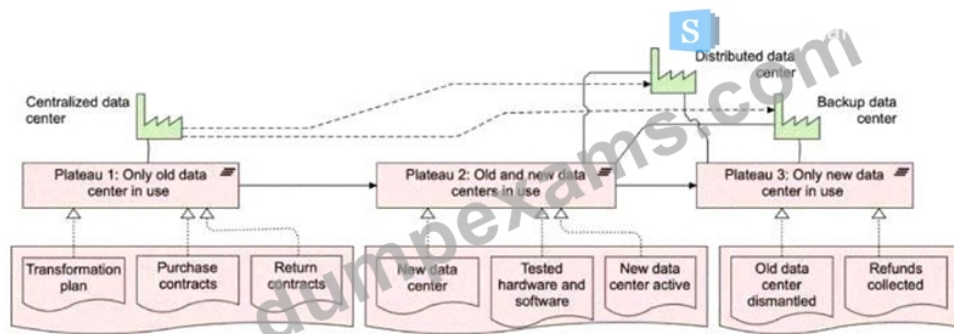 S
Distributed data
center
Centralized data
center
Backup data
center
Plateau 1: Only old data
center in use
Plateau 2: Old and new data
centers in use
Plateau 3: Only new data
center in use
Transformation
plan
Purchase
contracts
Return
contracts
New data
center
Tested
hardware and
software
New data
center active
Old data
center
dismantled
Refunds
collected
dumpexams.com